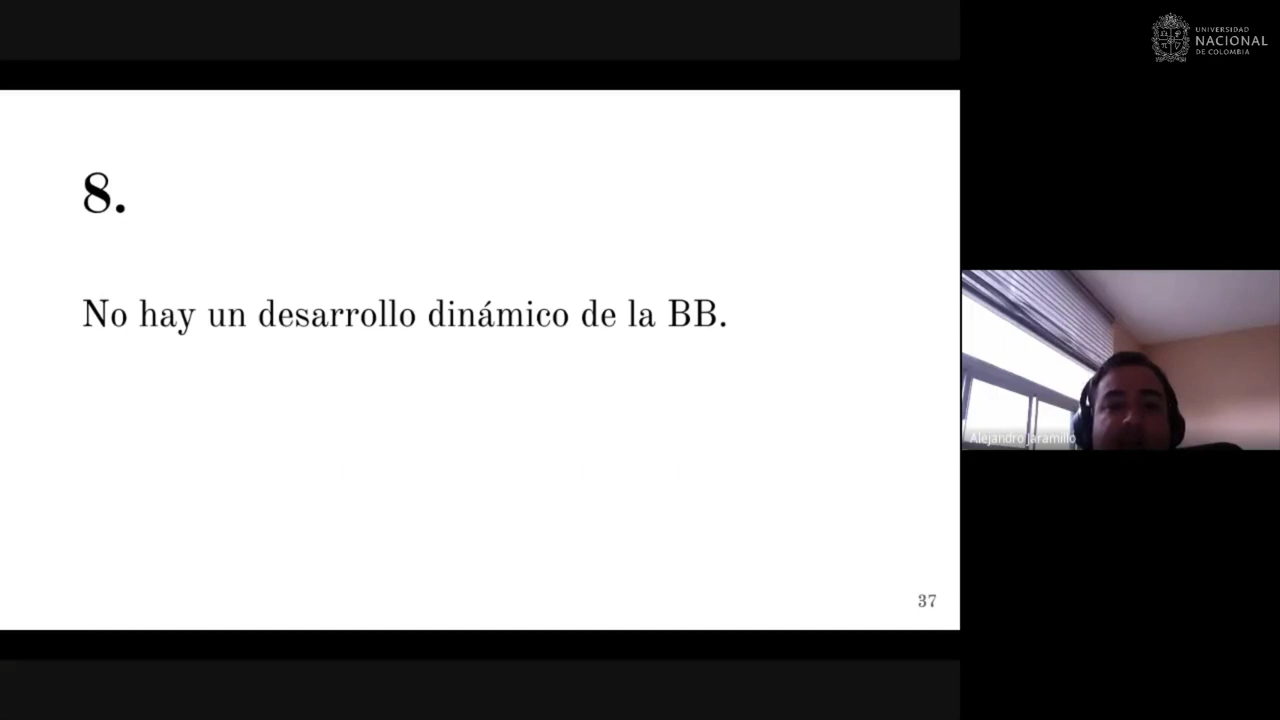 UNIVERSIDAD
NACIONAL
DE COLOMBIA
8.
No hay un desarrollo dinámico de la BB.
37
Alejandro Jaramillo